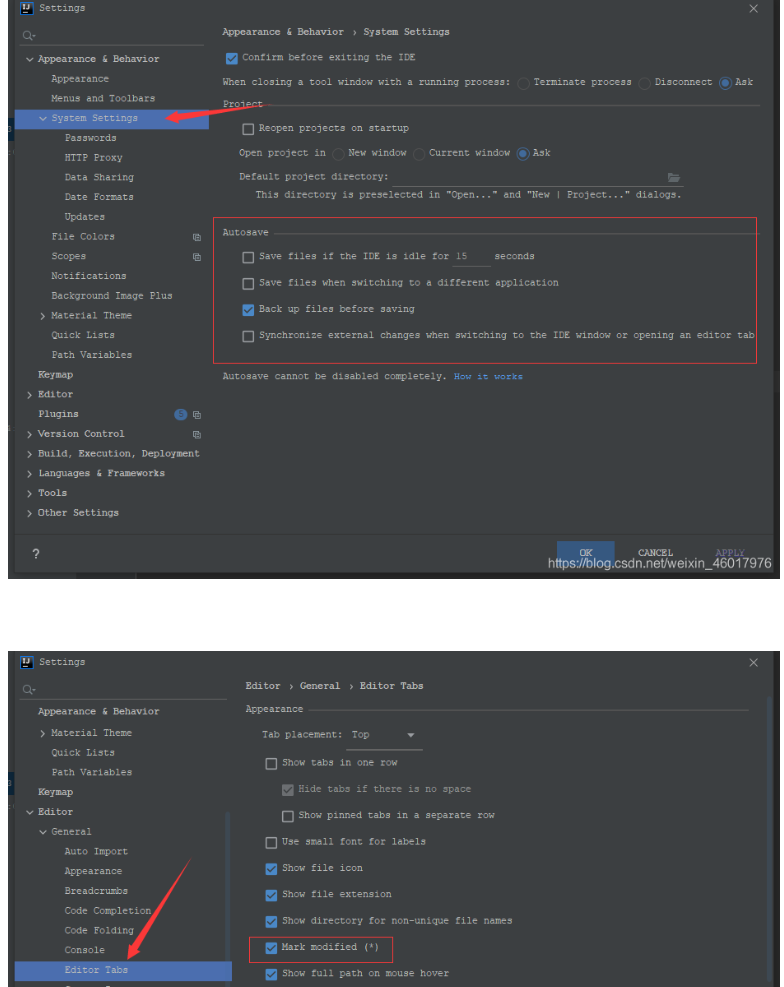 IJ Settings
Appearance & Behavior › System Settings
Appearance & Behavior
Confirm before exiting the IDE
Appearance
When closing a tool window with a running process: Terminate process Disconnect Ask
Menus and Toolbars
Project
System Settings
Reopen projects on startup
Passwords
Open project in New window Current window Ask
HTTP Proxy
Data Sharing
Default project directory:
Date Formats
This directory is preselected in "Open..." and "New | Project..." dialogs.
Updates
File Colors
Autosave
Scopes
Save files if the IDE is idle for 15 seconds
Notifications
Save files when switching to a different application
Background Image Plus
Back up files before saving
Material Theme
Quick Lists
Synchronize external changes when switching to the IDE window or opening an editor tab
Path Variables
Keymap
Autosave cannot be disabled completely. How it works
Editor
Plugins 5
Version Control
Build, Execution, Deployment
Languages & Frameworks
Tools
Other Settings
? OK CANCEL APPLY
https://blog.csdn.net/weixin_46017976
IJ Settings
Editor › General › Editor Tabs
Appearance & Behavior
Appearance
Material Theme
Tab placement: Top
Quick Lists
Show tabs in one row
Path Variables
Hide tabs if there is no space
Keymap
Editor
Show pinned tabs in a separate row
General
Use small font for labels
Auto Import
Appearance
Show file icon
Breadcrumbs
Show file extension
Code Completion
Code Folding
Show directory for non-unique file names
Console
Mark modified (*)
Editor Tabs
Show full path on mouse hover